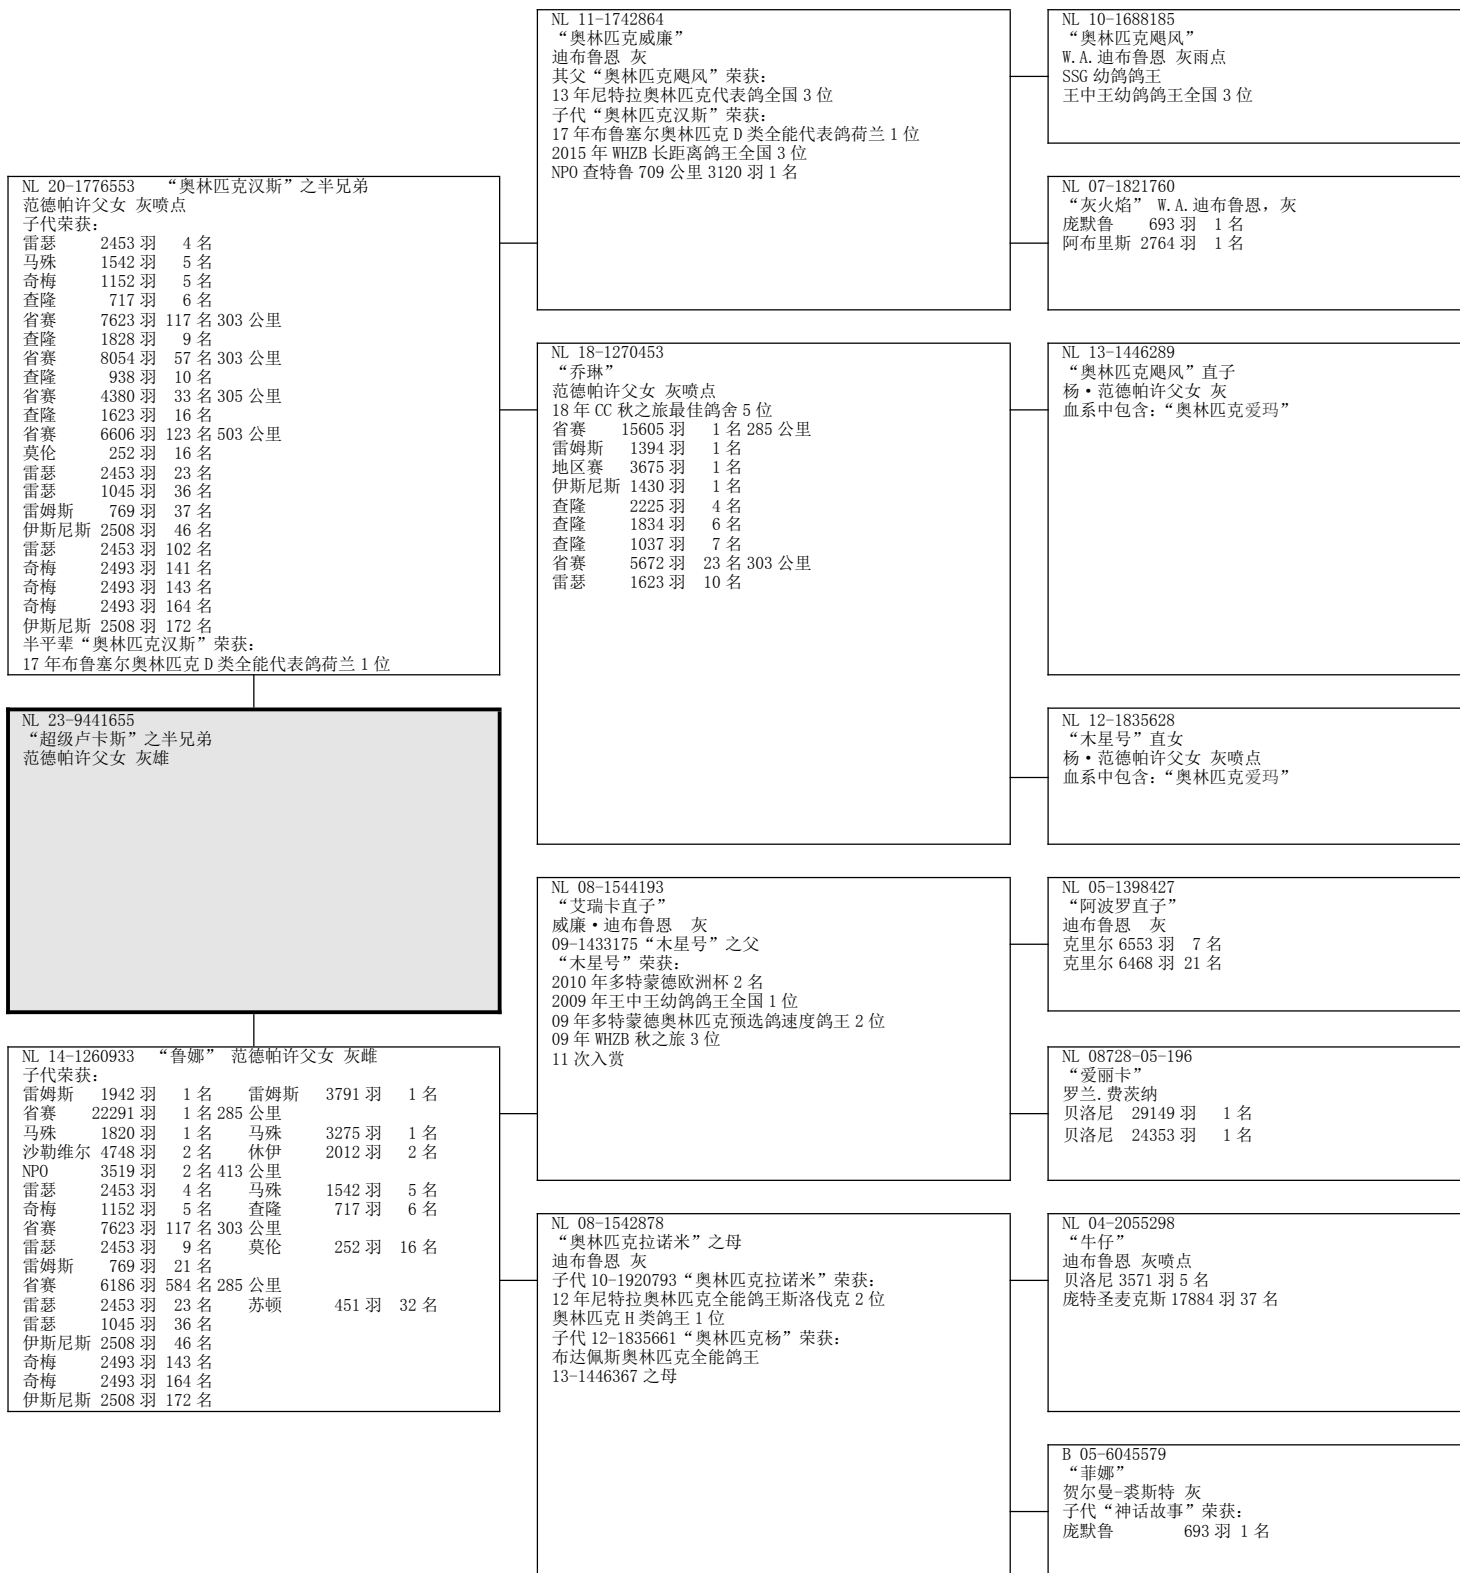 NL 20-1776553 “奥林匹克汉斯”之半兄弟
范德帕许父女 灰喷点
子代荣获：
雷瑟 2453 羽 4 名
马殊 1542 羽 5 名
奇梅 1152 羽 5 名
查隆 717 羽 6 名
省赛 7623 羽 117 名 303 公里
查隆 1828 羽 9 名
省赛 8054 羽 57 名 303 公里
查隆 938 羽 10 名
省赛 4380 羽 33 名 305 公里
查隆 1623 羽 16 名
省赛 6606 羽 123 名 503 公里
莫伦 252 羽 16 名
雷瑟 2453 羽 23 名
雷瑟 1045 羽 36 名
雷姆斯 769 羽 37 名
伊斯尼斯 2508 羽 46 名
雷瑟 2453 羽 102 名
奇梅 2493 羽 141 名
奇梅 2493 羽 143 名
奇梅 2493 羽 164 名
伊斯尼斯 2508 羽 172 名
半平辈“奥林匹克汉斯”荣获：
17 年布鲁塞尔奥林匹克 D 类全能代表鸽荷兰 1 位
NL 23-9441655
“超级卢卡斯”之半兄弟
范德帕许父女 灰雄
NL 14-1260933 “鲁娜” 范德帕许父女 灰雌
子代荣获：
雷姆斯 1942 羽 1 名 雷姆斯 3791 羽 1 名
省赛 22291 羽 1 名 285 公里
马殊 1820 羽 1 名 马殊 3275 羽 1 名
沙勒维尔 4748 羽 2 名 休伊 2012 羽 2 名
NPO 3519 羽 2 名 413 公里
雷瑟 2453 羽 4 名 马殊 1542 羽 5 名
奇梅 1152 羽 5 名 查隆 717 羽 6 名
省赛 7623 羽 117 名 303 公里
雷瑟 2453 羽 9 名 莫伦 252 羽 16 名
雷姆斯 769 羽 21 名
省赛 6186 羽 584 名 285 公里
雷瑟 2453 羽 23 名 苏顿 451 羽 32 名
雷瑟 1045 羽 36 名
伊斯尼斯 2508 羽 46 名
奇梅 2493 羽 143 名
奇梅 2493 羽 164 名
伊斯尼斯 2508 羽 172 名
NL 11-1742864
“奥林匹克威廉”
迪布鲁恩 灰
其父“奥林匹克飓风”荣获：
13 年尼特拉奥林匹克代表鸽全国 3 位
子代“奥林匹克汉斯”荣获：
17 年布鲁塞尔奥林匹克 D 类全能代表鸽荷兰 1 位
2015 年 WHZB 长距离鸽王全国 3 位
NPO 查特鲁 709 公里 3120 羽 1 名
NL 18-1270453
“乔琳”
范德帕许父女 灰喷点
18 年 CC 秋之旅最佳鸽舍 5 位
省赛 15605 羽 1 名 285 公里
雷姆斯 1394 羽 1 名
地区赛 3675 羽 1 名
伊斯尼斯 1430 羽 1 名
查隆 2225 羽 4 名
查隆 1834 羽 6 名
查隆 1037 羽 7 名
省赛 5672 羽 23 名 303 公里
雷瑟 1623 羽 10 名
NL 08-1544193
“艾瑞卡直子”
威廉•迪布鲁恩 灰
09-1433175“木星号”之父
“木星号”荣获：
2010 年多特蒙德欧洲杯 2 名
2009 年王中王幼鸽鸽王全国 1 位
09 年多特蒙德奥林匹克预选鸽速度鸽王 2 位
09 年 WHZB 秋之旅 3 位
11 次入赏
NL 08-1542878
“奥林匹克拉诺米”之母
迪布鲁恩 灰
子代 10-1920793“奥林匹克拉诺米”荣获：
12 年尼特拉奥林匹克全能鸽王斯洛伐克 2 位
奥林匹克 H 类鸽王 1 位
子代 12-1835661“奥林匹克杨”荣获：
布达佩斯奥林匹克全能鸽王
13-1446367 之母
NL 10-1688185
“奥林匹克飓风”
W.A.迪布鲁恩 灰雨点
SSG 幼鸽鸽王
王中王幼鸽鸽王全国 3 位
NL 07-1821760
“灰火焰” W.A.迪布鲁恩，灰
庞默鲁 693 羽 1 名
阿布里斯 2764 羽 1 名
NL 13-1446289
“奥林匹克飓风”直子
杨•范德帕许父女 灰
血系中包含：“奥林匹克爱玛”
NL 12-1835628
“木星号”直女
杨•范德帕许父女 灰喷点
血系中包含：“奥林匹克爱玛”
NL 05-1398427
“阿波罗直子”
迪布鲁恩 灰
克里尔 6553 羽 7 名
克里尔 6468 羽 21 名
NL 08728-05-196
“爱丽卡”
罗兰.费茨纳
贝洛尼 29149 羽 1 名
贝洛尼 24353 羽 1 名
NL 04-2055298
“牛仔”
迪布鲁恩 灰喷点
贝洛尼 3571 羽 5 名
庞特圣麦克斯 17884 羽 37 名
B 05-6045579
“菲娜”
贺尔曼-裘斯特 灰
子代“神话故事”荣获：
庞默鲁 693 羽 1 名